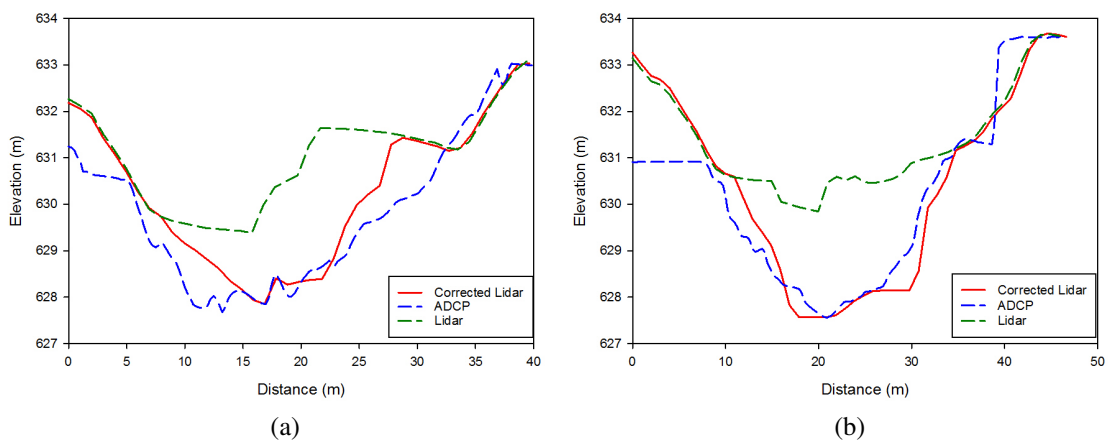 634
633
632
631
630
629
628
627
Elevation (m)
0 5 10 15 20 25 30 35 40
Distance (m)
Corrected Lidar
ADCP
Lidar
(a)
634
633
632
631
630
629
628
627
Elevation (m)
0 10 20 30 40 50
Distance (m)
Corrected Lidar
ADCP
Lidar
(b)